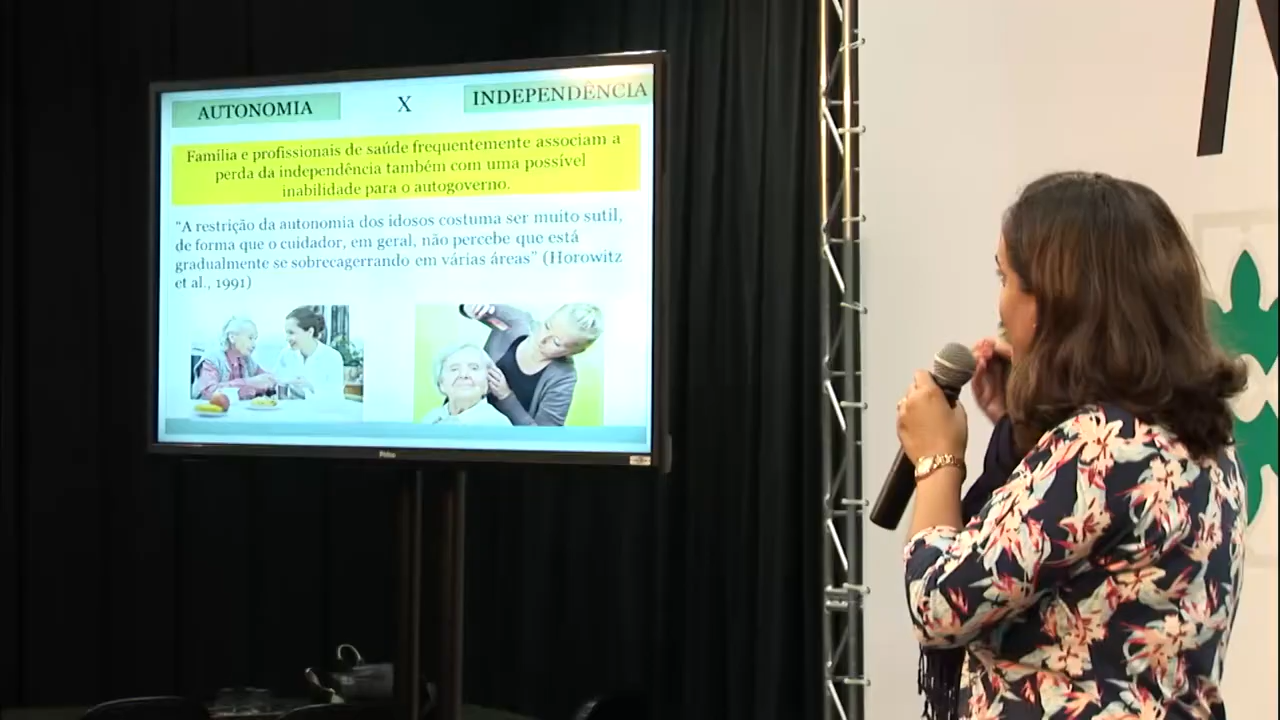 AUTONOMIA X INDEPENDÊNCIA
Família e profissionais de saúde frequentemente associam a
perda da independência também com uma possível
inabilidade para o autogoverno.
"A restrição da autonomia dos idosos costuma ser muito sutil,
de forma que o cuidador, em geral, não percebe que está
gradualmente se sobrecagerrando em várias áreas" (Horowitz
et al., 1991)
Philco